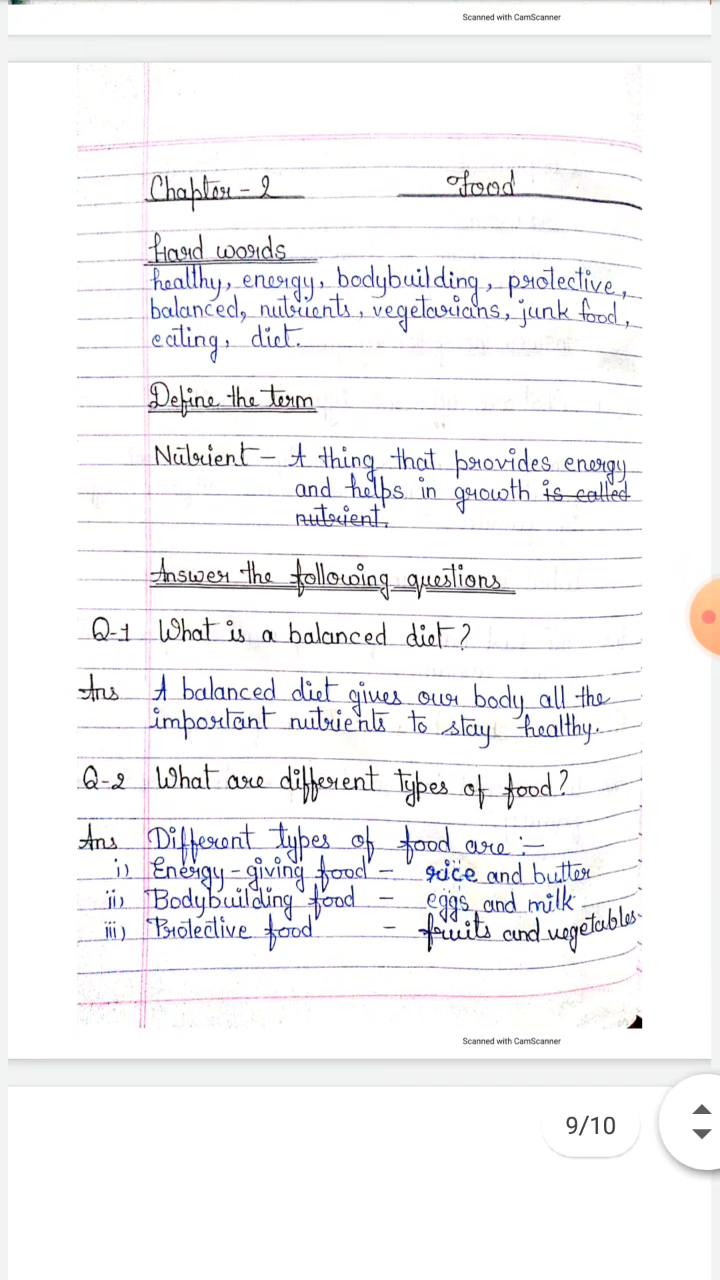 Scanned with CamScanner
Chapter - 2 Food
Hard words
healthy, energy, bodybuilding, protective,
balanced, nutrients, vegetarians, junk food,
eating, diet.
Define the term
Nutrient - A thing that provides energy
and helps in growth is called
nutrient.
Answer the following questions
Q-1 What is a balanced diet?
Ans A balanced diet gives our body all the
important nutrients to stay healthy.
Q-2 What are different types of food?
Ans Different types of food are :-
i) Energy-giving food - rice and butter
ii) Bodybuilding food - eggs and milk
iii) Protective food - fruits and vegetables.
Scanned with CamScanner
9/10